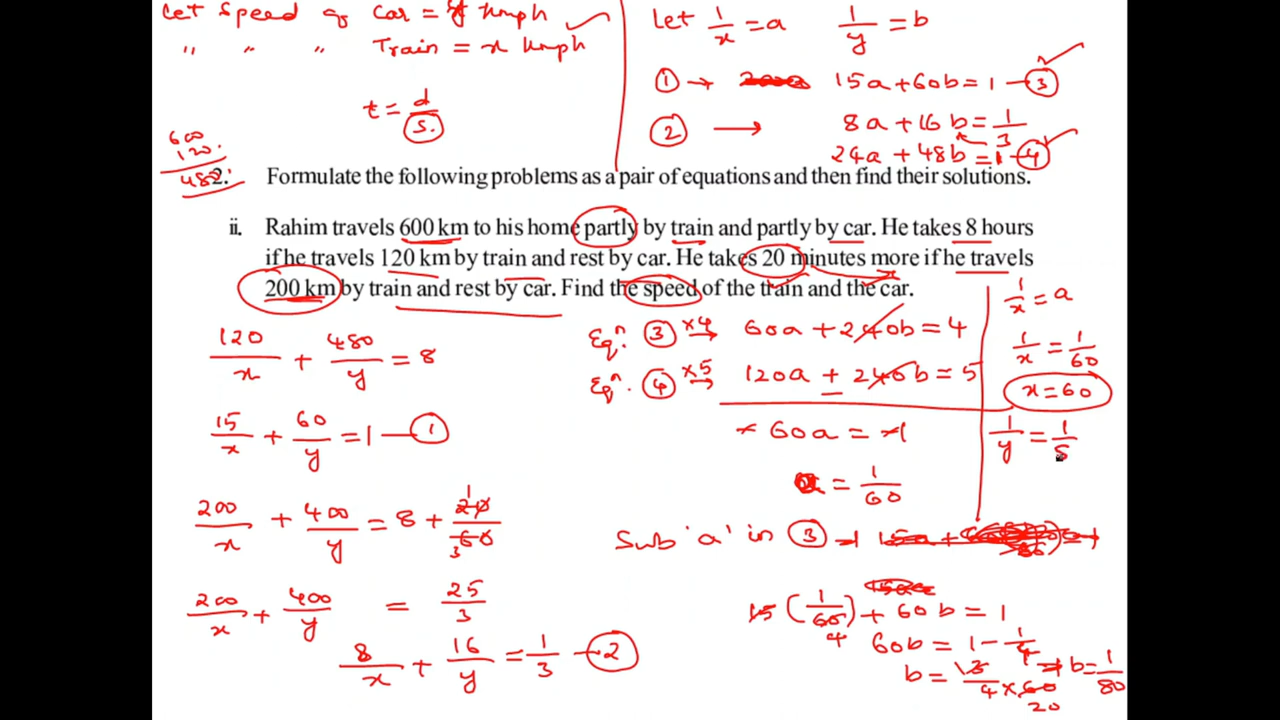 Let Speed of Car = y kmph
" " " Train = x kmph
t = d/s.
600
120
480
Let 1/x = a 1/y = b
① → 15a + 60b = 1 — ③
② → 8a + 16b = 1/3
24a + 48b = 1 — ④
2. Formulate the following problems as a pair of equations and then find their solutions.
ii. Rahim travels 600 km to his home partly by train and partly by car. He takes 8 hours
if he travels 120 km by train and rest by car. He takes 20 minutes more if he travels
200 km by train and rest by car. Find the speed of the train and the car.
120/x + 480/y = 8
15/x + 60/y = 1 — ①
200/x + 400/y = 8 + 20/60
1
3
200/x + 400/y = 25/3
8/x + 16/y = 1/3 — ②
Eqn: ③ ×4 → 60a + 240b = 4
Eqn. ④ ×5 → 120a + 240b = 5
- 60a = -1
a = 1/60
Sub 'a' in ③ →
15 (1/60) + 60b = 1
4
60b = 1 - 1/4
b = 3/4×60 → b = 1/80
20
1/x = a
1/x = 1/60
x = 60
1/y = 1/8